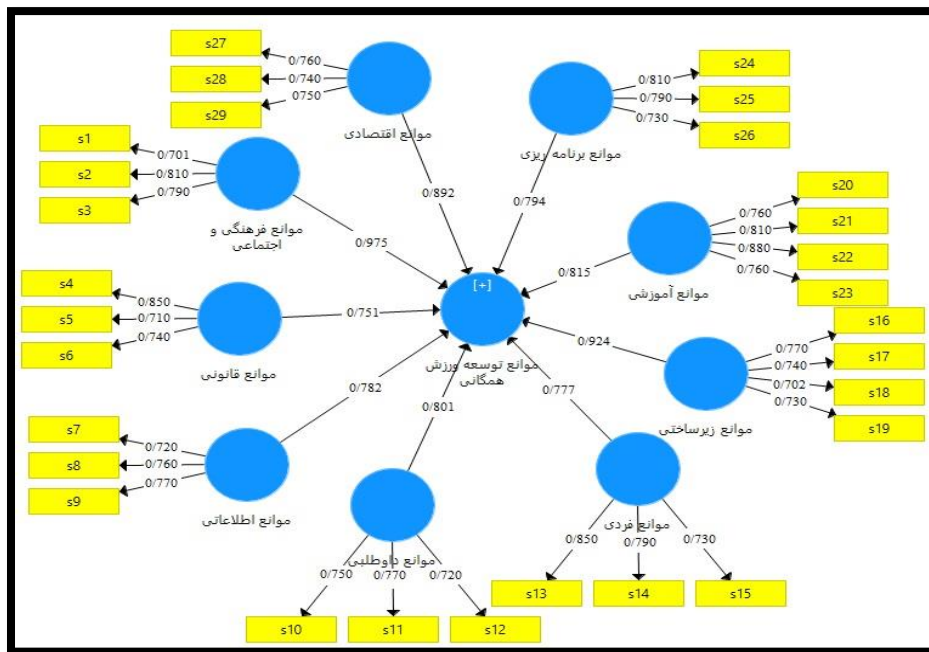 s27
s28
s29
0/760
0/740
0/750
موانع اقتصادی
0/892
s24
s25
s26
0/810
0/790
0/730
موانع برنامه ریزی
0/794
s1
s2
s3
0/701
0/810
0/790
موانع فرهنگی و
اجتماعی
0/975
s20
s21
s22
s23
0/760
0/810
0/880
0/760
موانع آموزشی
0/815
s4
s5
s6
0/850
0/710
0/740
موانع قانونی
0/751
[+]
موانع توسعه ورزش
همگانی
s16
s17
s18
s19
0/770
0/740
0/702
0/730
موانع زیرساختی
0/924
s7
s8
s9
0/720
0/760
0/770
موانع اطلاعاتی
0/782
موانع داوطلبی
0/801
0/750
0/770
0/720
s10
s11
s12
موانع فردی
0/777
0/850
0/790
0/730
s13
s14
s15